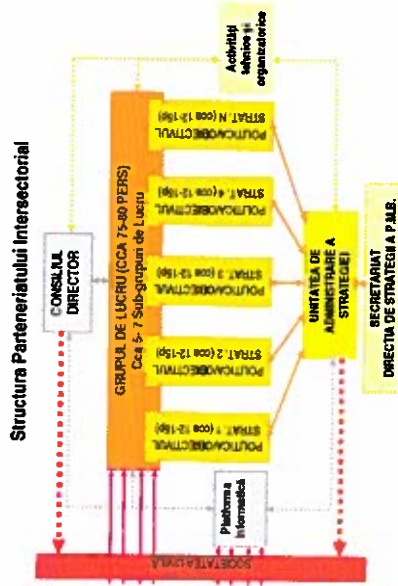 Structura Parteneriatului Intersectorial
CONSILIUL
DIRECTOR
GRUPUL DE LUCRU (CCA 75-80 PERS)
Cca 5- 7 Sub-grupuri de Lucru
Activități
tehnice și
organizatorice
POLITICA/OBIECTIVUL
STRAT. 1 (cca 12-15p)
POLITICA/OBIECTIVUL
STRAT. 2 (cca 12-15p)
POLITICA/OBIECTIVUL
STRAT. 3 (cca 12-15p)
POLITICA/OBIECTIVUL
STRAT. 4 (cca 12-15p)
POLITICA/OBIECTIVUL
STRAT. N (cca 12-15p)
Platforma
Informatică
UNITATEA DE
ADMINISTRARE A
STRATEGIEI
SECRETARIAT
DIRECTIA DE STRATEGII A P.M.B.
SOCIETATEA CIVILĂ